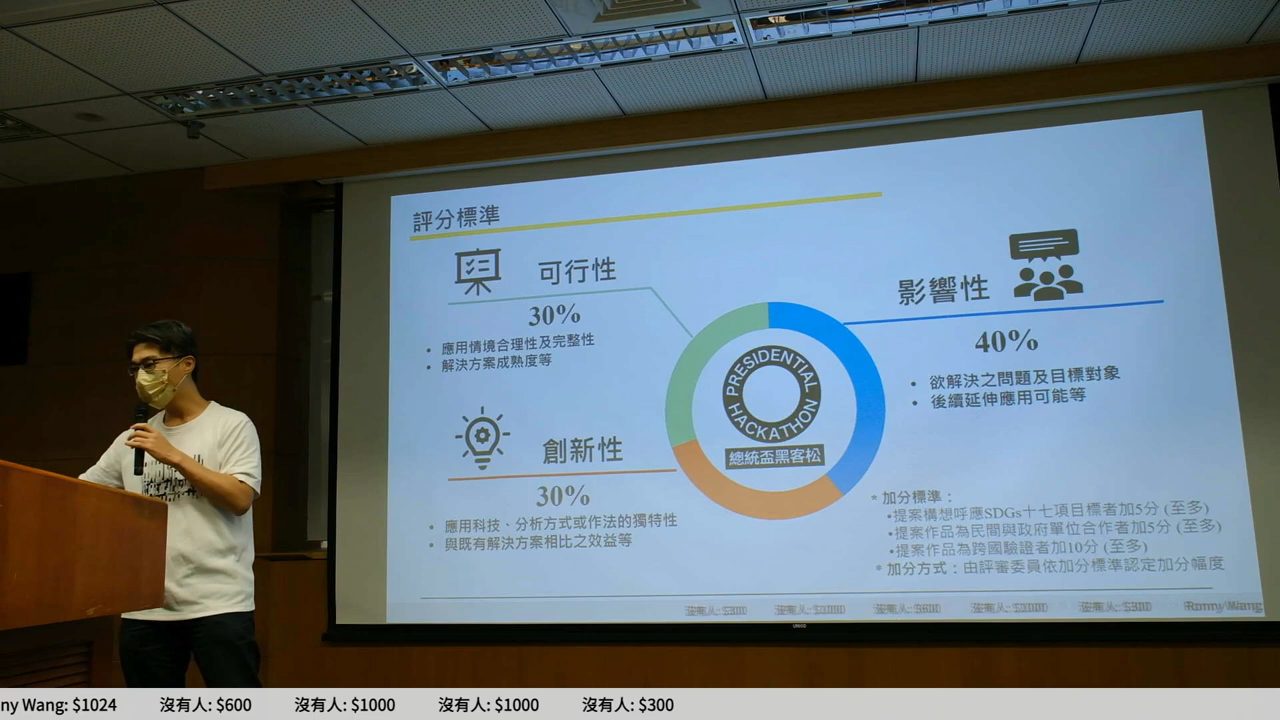 評分標準
可行性
30%
• 應用情境合理性及完整性
• 解決方案成熟度等
影響性
40%
• 欲解決之問題及目標對象
• 後續延伸應用可能等
PRESIDENTIAL
HACKATHON
總統盃黑客松
創新性
30%
• 應用科技、分析方式或作法的獨特性
• 與既有解決方案相比之效益等
* 加分標準：
•提案構想呼應SDGs十七項目標者加5分 (至多)
•提案作品為民間與政府單位合作者加5分 (至多)
•提案作品為跨國驗證者加10分 (至多)
* 加分方式：由評審委員依加分標準認定加分幅度
Ronny Wang
ny Wang: $1024 沒有人: $600 沒有人: $1000 沒有人: $1000 沒有人: $300